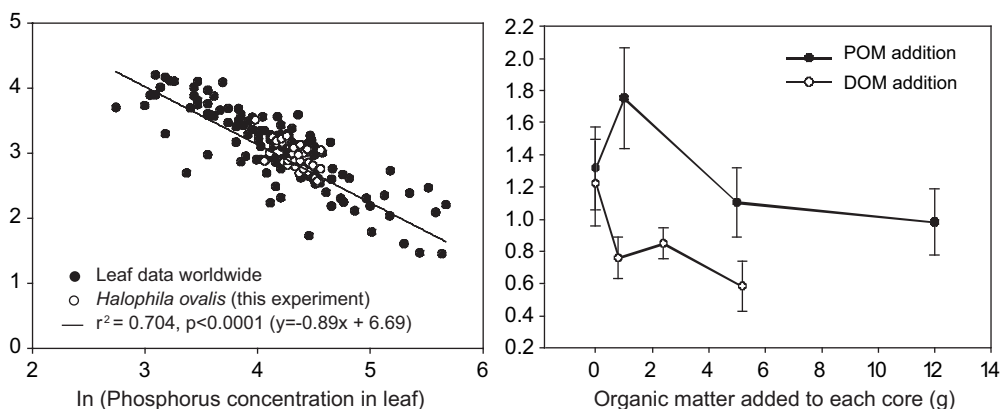 5
4
3
2
1
0
Leaf data worldwide
Halophila ovalis (this experiment)
r² = 0.704, p<0.0001 (y=-0.89x + 6.69)
2 3 4 5 6
ln (Phosphorus concentration in leaf)
2.2
2.0
1.8
1.6
1.4
1.2
1.0
0.8
0.6
0.4
0.2
POM addition
DOM addition
0 2 4 6 8 10 12 14
Organic matter added to each core (g)